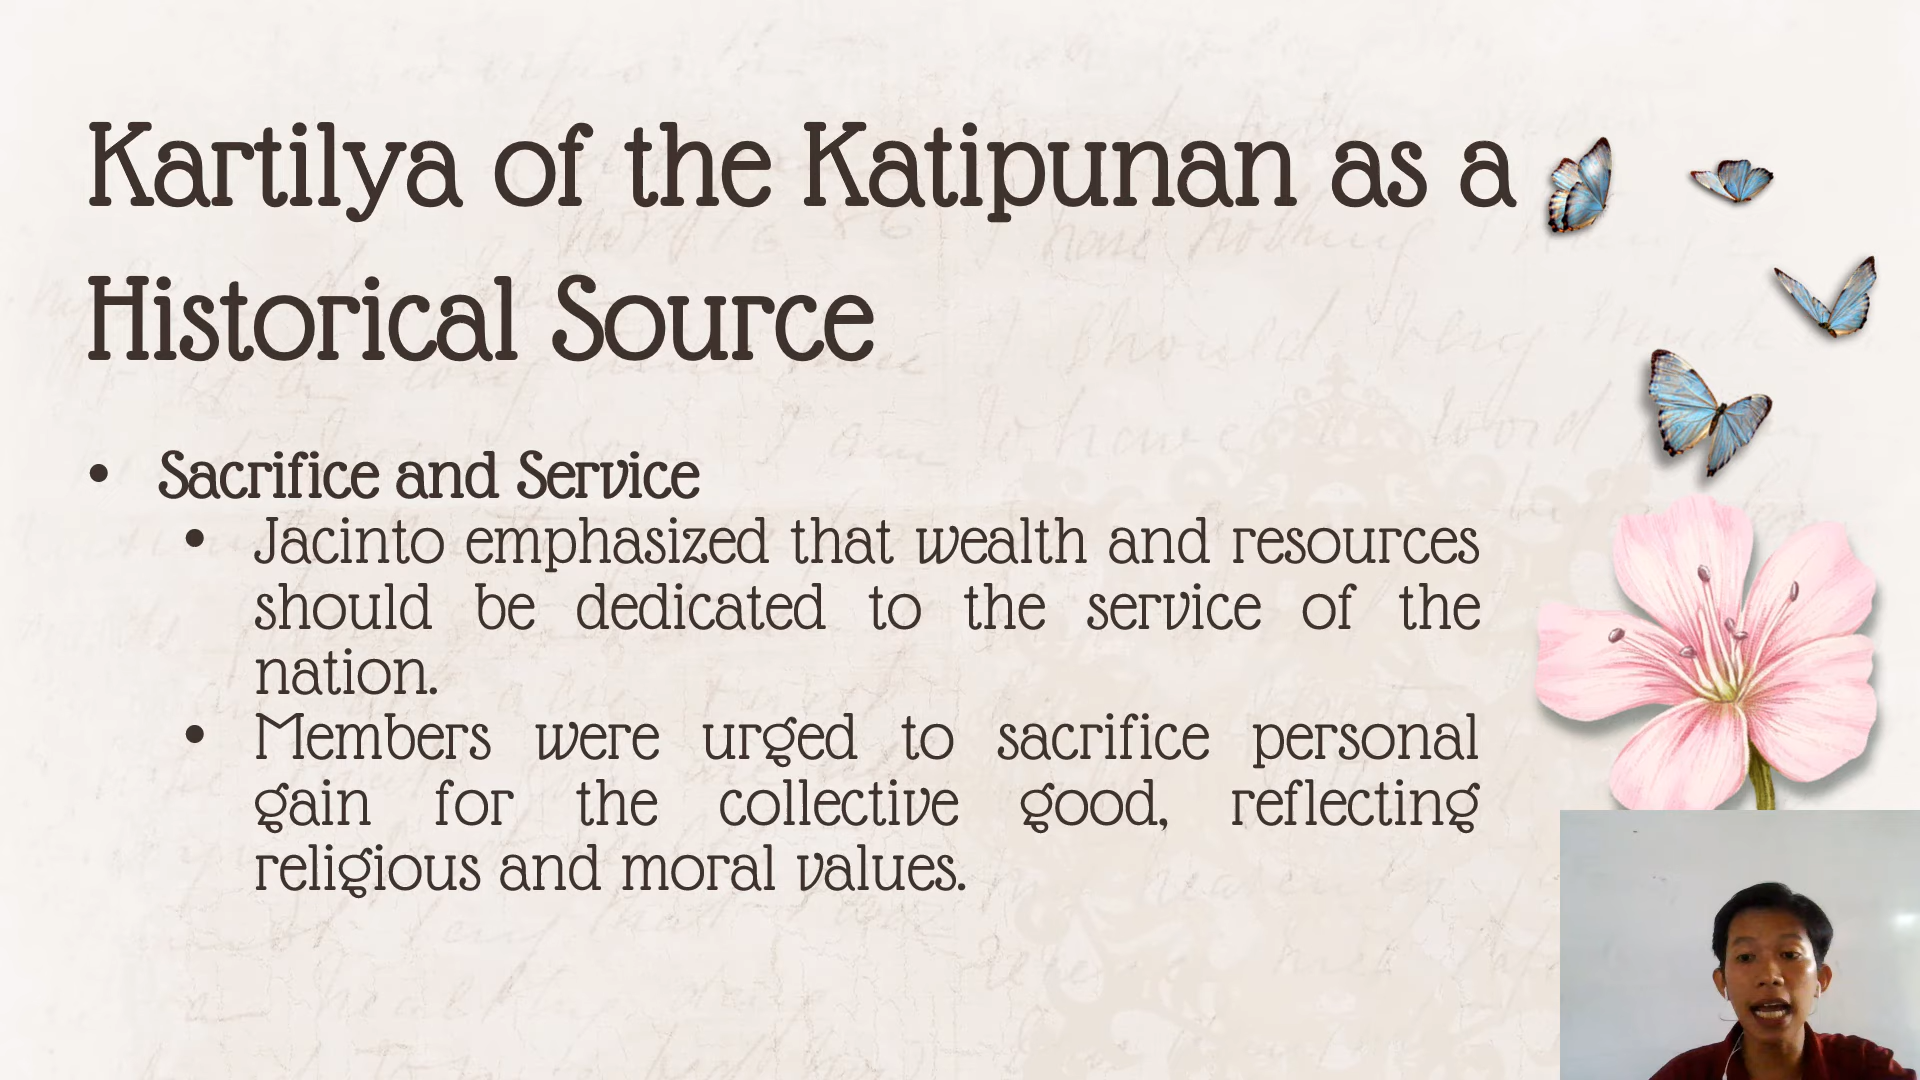 Kartilya of the Katipunan as a
Historical Source
• Sacrifice and Service
• Jacinto emphasized that wealth and resources
should be dedicated to the service of the
nation.
• Members were urged to sacrifice personal
gain for the collective good, reflecting
religious and moral values.